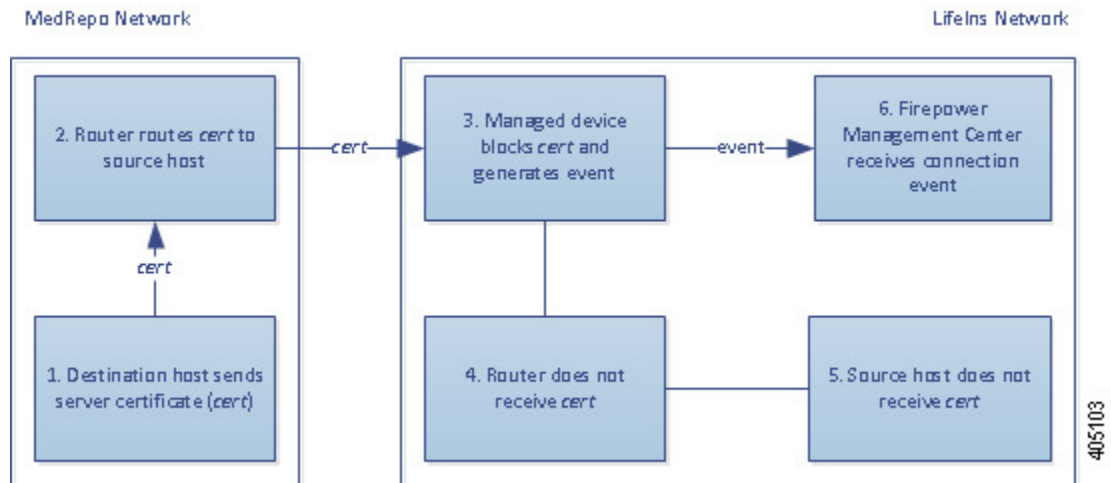 MedRepo Network
LifeIns Network
2. Router routes cert to
source host
cert
3. Managed device
blocks cert and
generates event
event
6. Firepower
Management Center
receives connection
event
cert
1. Destination host sends
server certificate (cert)
4. Router does not
receive cert
5. Source host does not
receive cert
405103